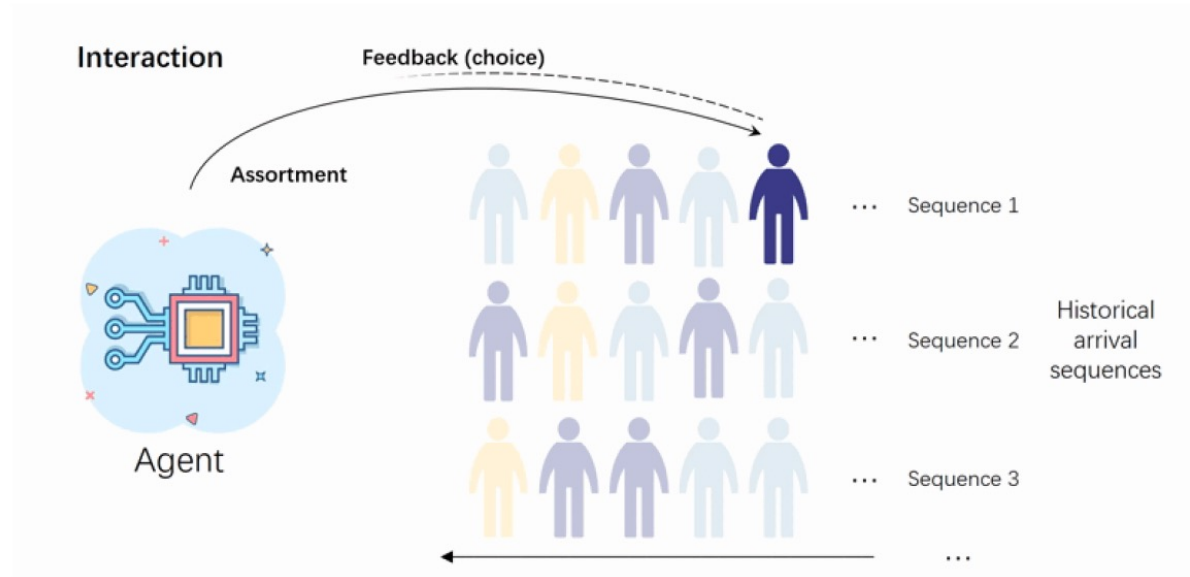 Interaction
Feedback (choice)
Assortment
… Sequence 1
… Sequence 2
Historical
arrival
sequences
Agent
… Sequence 3
…